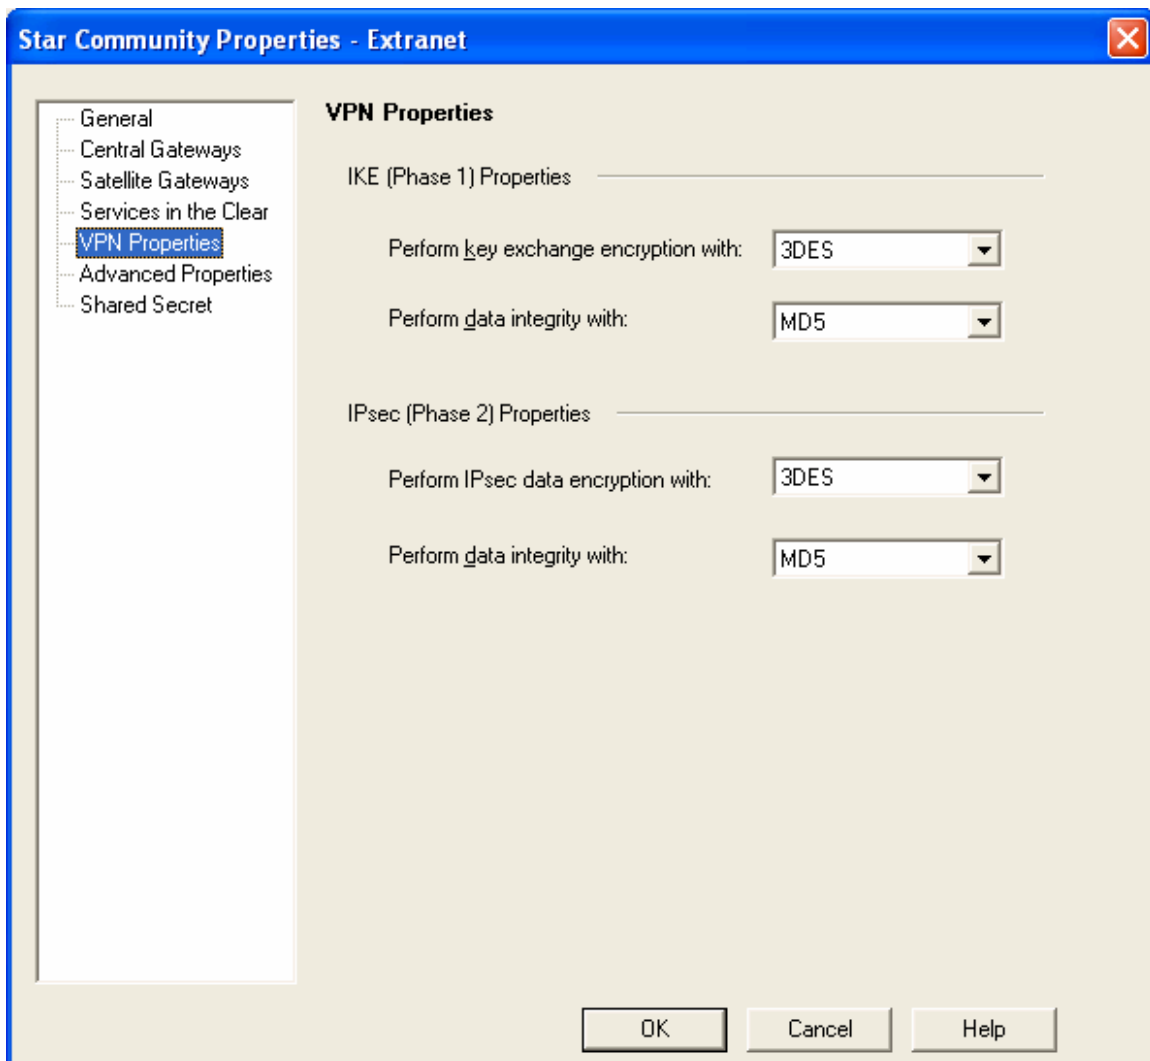 Star Community Properties - Extranet
General
Central Gateways
Satellite Gateways
Services in the Clear
VPN Properties
Advanced Properties
Shared Secret
VPN Properties
IKE (Phase 1) Properties
Perform key exchange encryption with: 3DES
Perform data integrity with: MD5
IPsec (Phase 2) Properties
Perform IPsec data encryption with: 3DES
Perform data integrity with: MD5
OK Cancel Help